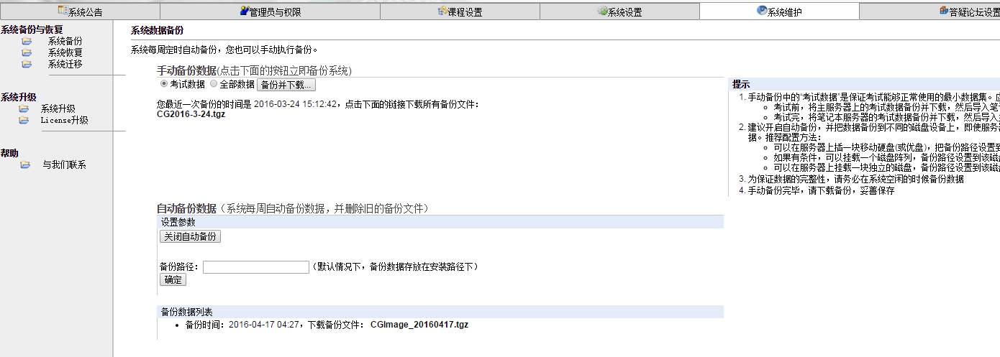 系统公告 管理员与权限 课程设置 系统设置 系统维护 答疑论坛设置
系统备份与恢复
系统备份
系统恢复
系统迁移
系统升级
系统升级
License升级
帮助
与我们联系
系统数据备份
系统每周定时自动备份，您也可以手动执行备份。
手动备份数据(点击下面的按钮立即备份系统)
考试数据 全部数据 备份并下载...
您最近一次备份的时间是 2016-03-24 15:12:42，点击下面的链接下载所有备份文件：
CG2016-3-24.tgz
提示
1. 手动备份中的“考试数据”是保证考试能够正常使用的最小数据集。应
考试前，将主服务器上的考试数据备份并下载，然后导入笔记
考试完，将笔记本服务器的考试数据备份并下载，然后导入主
2. 建议开启自动备份，并把数据备份到不同的磁盘设备上，即使服务器
据。推荐配置方法：
可以在服务器上插一块移动硬盘(或优盘)，把备份路径设置到
如果有条件，可以挂载一个磁盘阵列，备份路径设置到该磁盘
可以在服务器上挂载一块独立的磁盘，备份路径设置到该磁盘
3. 为保证数据的完整性，请务必在系统空闲的时候备份数据
4. 手动备份完毕，请下载备份，妥善保存
自动备份数据（系统每周自动备份数据，并删除旧的备份文件）
设置参数
关闭自动备份
备份路径： （默认情况下，备份数据存放在安装路径下）
确定
备份数据列表
备份时间：2016-04-17 04:27，下载备份文件： CGImage_20160417.tgz